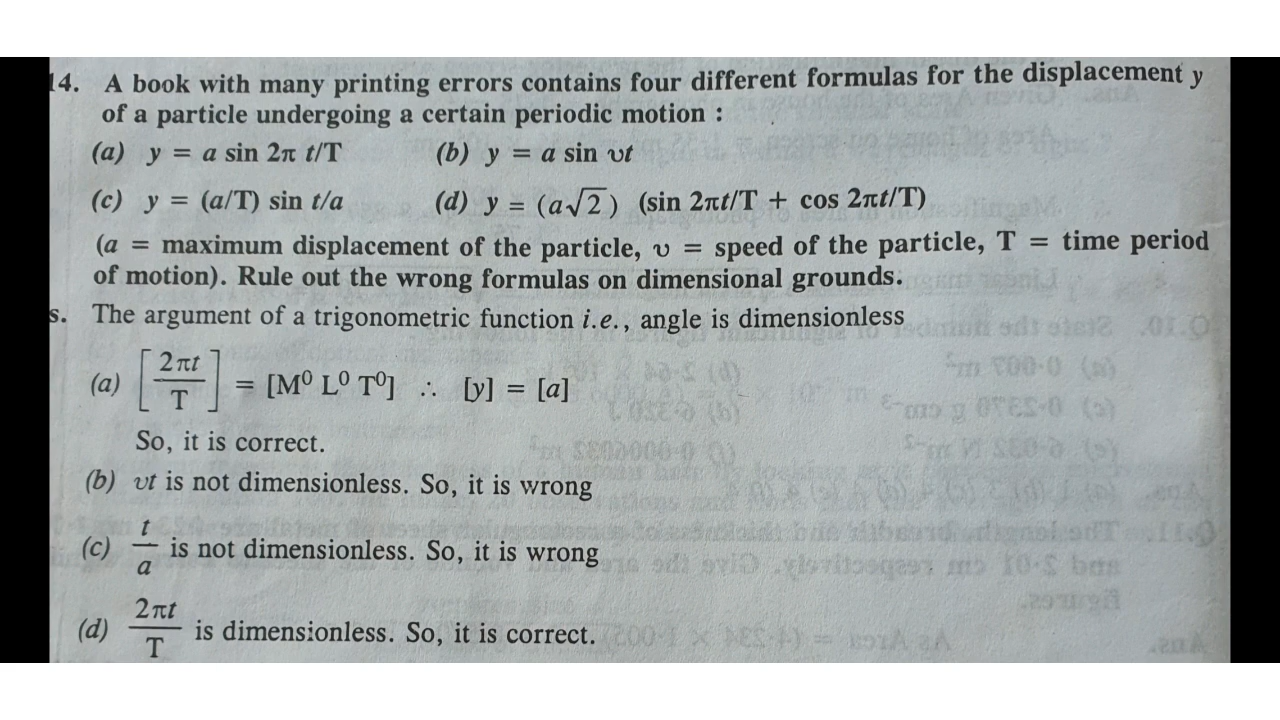 14. A book with many printing errors contains four different formulas for the displacement y
of a particle undergoing a certain periodic motion :
(a) y = a sin 2π t/T (b) y = a sin υt
(c) y = (a/T) sin t/a (d) y = (a√2) (sin 2πt/T + cos 2πt/T)
(a = maximum displacement of the particle, υ = speed of the particle, T = time period
of motion). Rule out the wrong formulas on dimensional grounds.
s. The argument of a trigonometric function i.e., angle is dimensionless
(a) [2πt/T] = [M⁰ L⁰ T⁰] ∴ [y] = [a]
So, it is correct.
(b) υt is not dimensionless. So, it is wrong
(c) t/a is not dimensionless. So, it is wrong
(d) 2πt/T is dimensionless. So, it is correct.